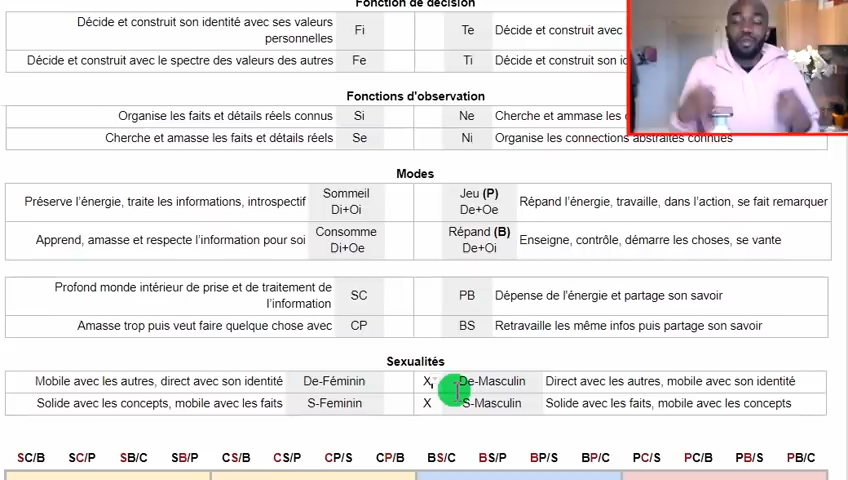 Fonction de décision
Décide et construit son identité avec ses valeurs
personnelles
Fi
Te
Décide et construit avec
Décide et construit avec le spectre des valeurs des autres
Fe
Ti
Décide et construit son
Fonctions d'observation
Organise les faits et détails réels connus
Si
Ne
Cherche et ammase les
Cherche et amasse les faits et détails réels
Se
Ni
Organise les connections abstraites connues
Modes
Préserve l'énergie, traite les informations, introspectif
Sommeil
Di+Oi
Jeu (P)
De+Oe
Répand l'énergie, travaille, dans l'action, se fait remarquer
Apprend, amasse et respecte l'information pour soi
Consomme
Di+Oe
Répand (B)
De+Oi
Enseigne, contrôle, démarre les choses, se vante
Profond monde intérieur de prise et de traitement de
l'information
SC
PB
Dépense de l'énergie et partage son savoir
Amasse trop puis veut faire quelque chose avec
CP
BS
Retravaille les même infos puis partage son savoir
Sexualités
Mobile avec les autres, direct avec son identité
De-Féminin
X
De-Masculin
Direct avec les autres, mobile avec son identité
Solide avec les concepts, mobile avec les faits
S-Feminin
X
S-Masculin
Solide avec les faits, mobile avec les concepts
SC/B SC/P SB/C SB/P CS/B CS/P CP/S CP/B BS/C BS/P BP/S BP/C PC/S PC/B PB/S PB/C